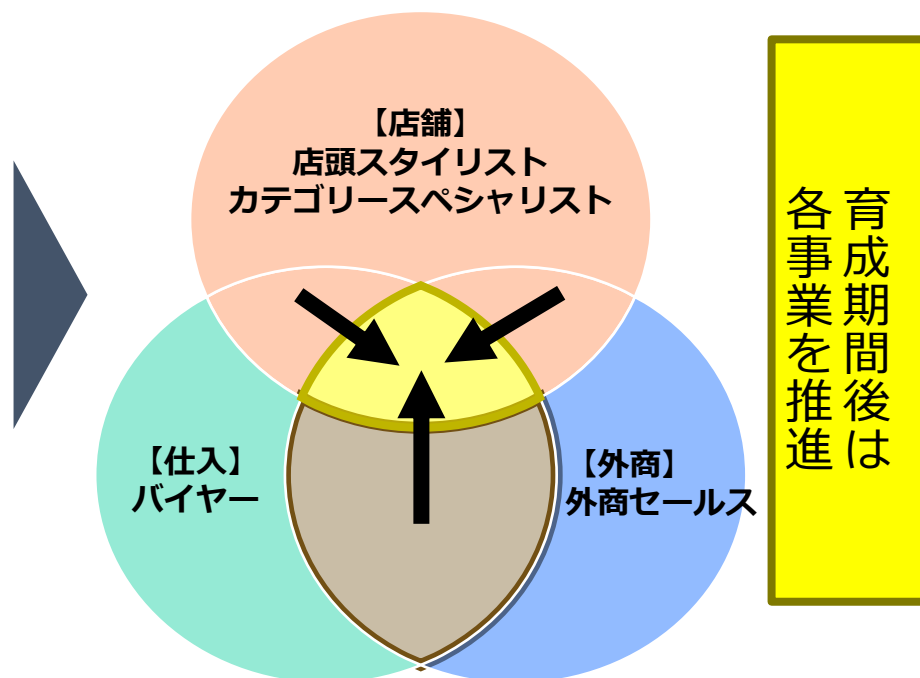 【店舗】
店頭スタイリスト
カテゴリースペシャリスト
【仕入】
バイヤー
【外商】
外商セールス
育成期間後は
各事業を推進